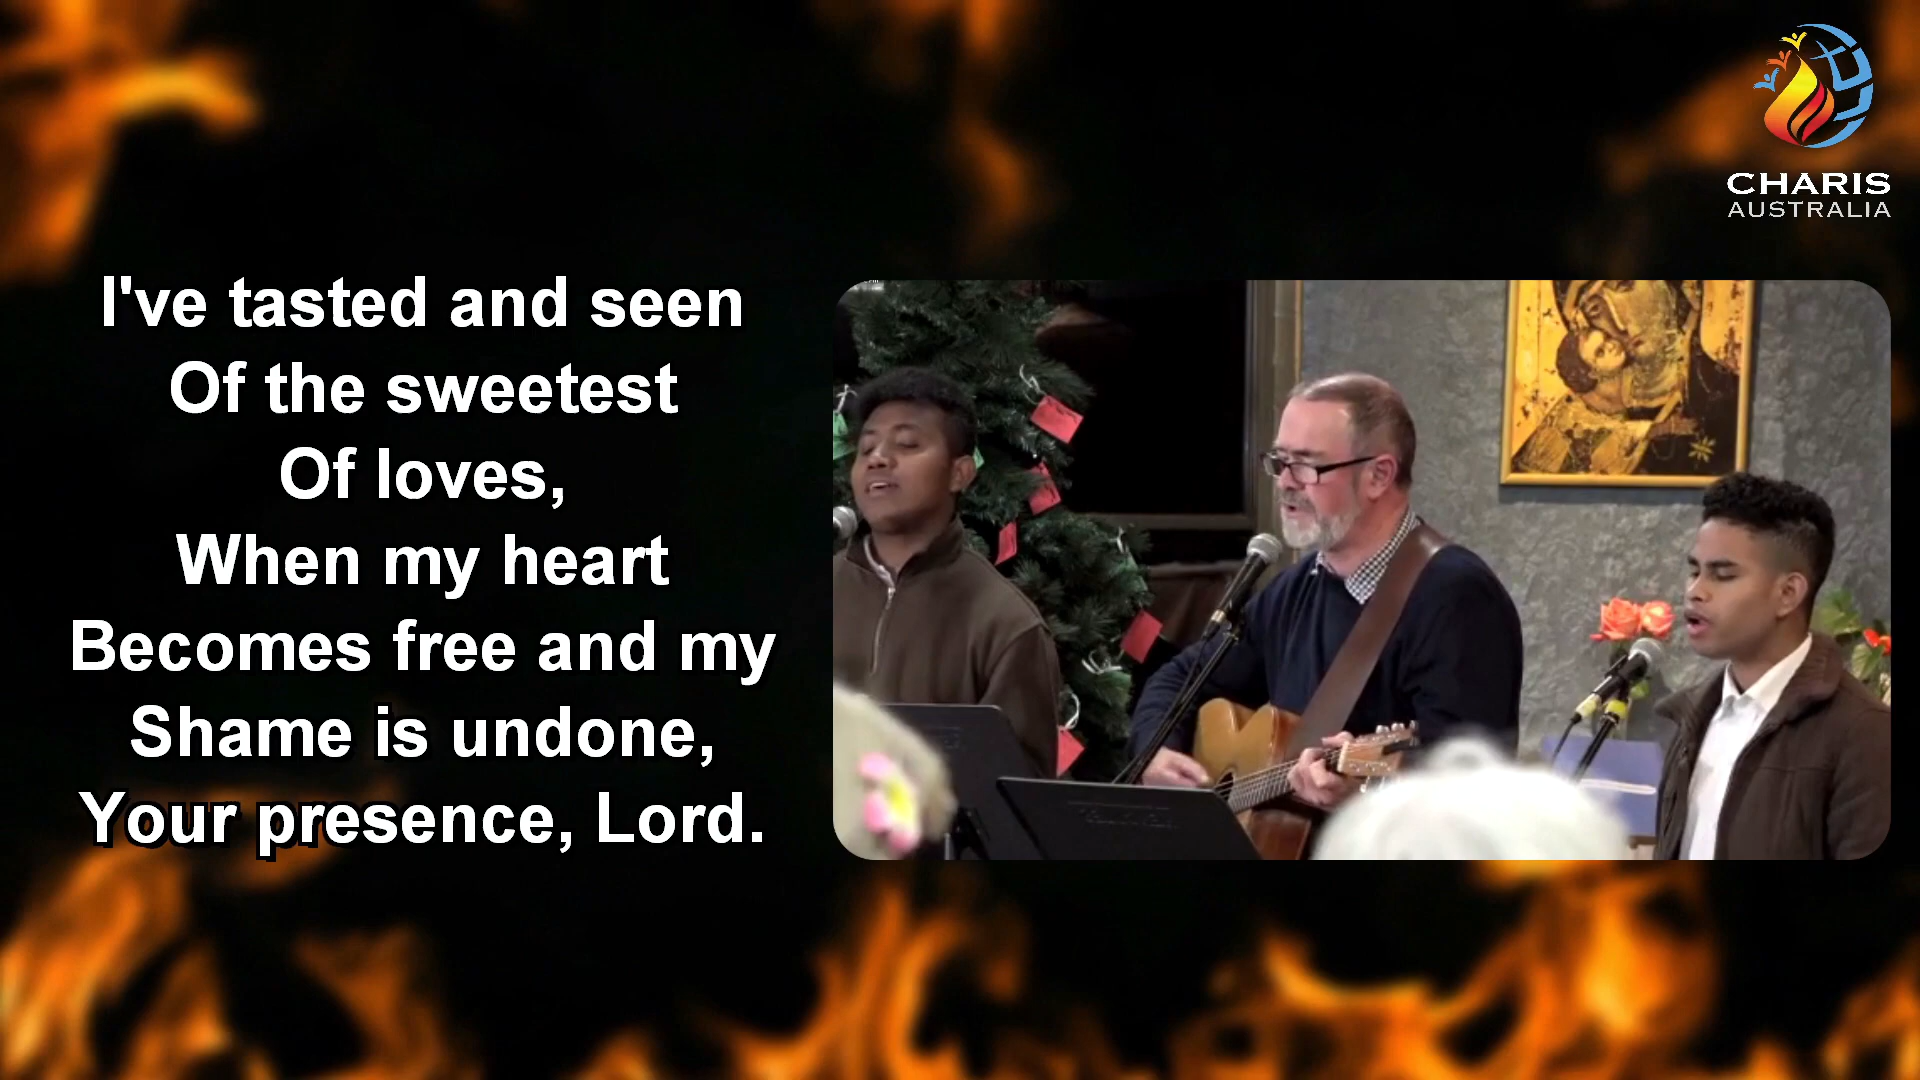 CHARIS
AUSTRALIA
I've tasted and seen
Of the sweetest
Of loves,
When my heart
Becomes free and my
Shame is undone,
Your presence, Lord.